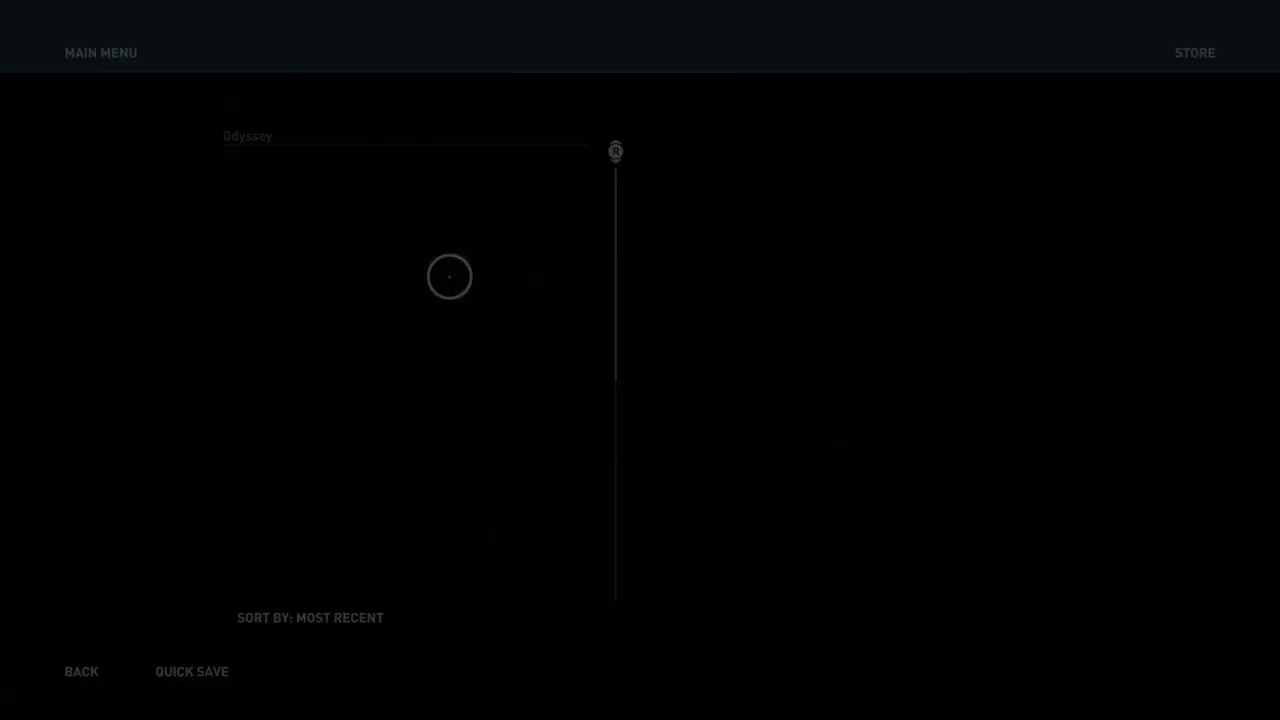 MAIN MENU
STORE
Odyssey
R
SORT BY: MOST RECENT
BACK
QUICK SAVE